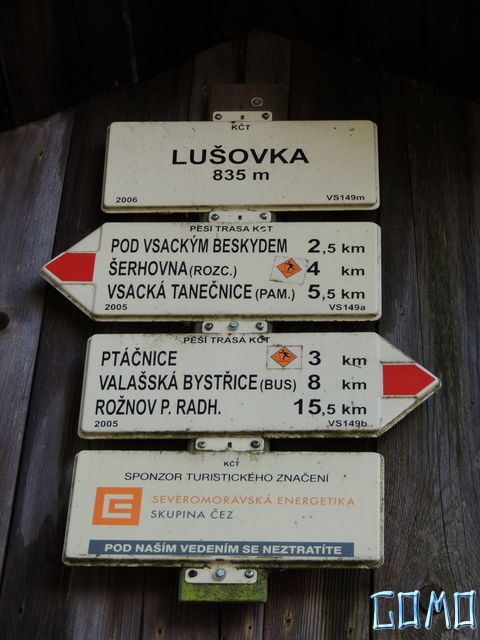 KČT
LUŠOVKA
835 m
2006 VS149m
PĚŠÍ TRASA KČT
POD VSACKÝM BESKYDEM 2,5 km
ŠERHOVNA (ROZC.) 4 km
VSACKÁ TANEČNICE (PAM.) 5,5 km
2005 VS149a
PĚŠÍ TRASA KČT
PTÁČNICE 3 km
VALAŠSKÁ BYSTŘICE (BUS) 8 km
ROŽNOV P. RADH. 15,5 km
2005 VS149b
KČT
SPONZOR TURISTICKÉHO ZNAČENÍ
SEVEROMORAVSKÁ ENERGETIKA
SKUPINA ČEZ
POD NAŠÍM VEDENÍM SE NEZTRATÍTE
GOMO